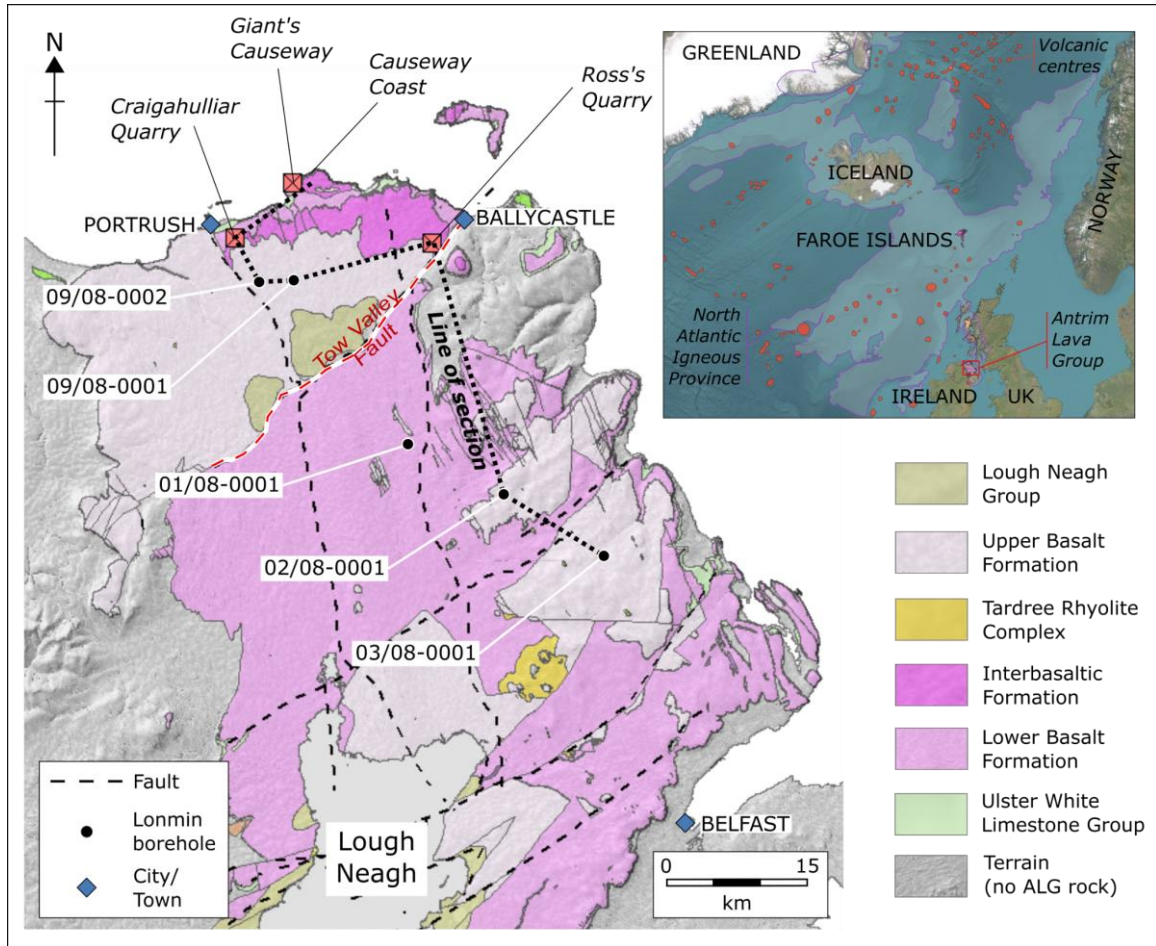 N
Giant's
Causeway
Causeway
Coast
Ross's
Quarry
Craigahulliar
Quarry
PORTRUSH
BALLYCASTLE
09/08-0002
09/08-0001
Tow Valley
Fault
Line of section
01/08-0001
02/08-0001
03/08-0001
Lough
Neagh
BELFAST
Fault
Lonmin
borehole
City/
Town
0 15
km
GREENLAND
Volcanic
centres
ICELAND
NORWAY
FAROE ISLANDS
North
Atlantic
Igneous
Province
Antrim
Lava
Group
IRELAND
UK
Lough Neagh
Group
Upper Basalt
Formation
Tardree Rhyolite
Complex
Interbasaltic
Formation
Lower Basalt
Formation
Ulster White
Limestone Group
Terrain
(no ALG rock)